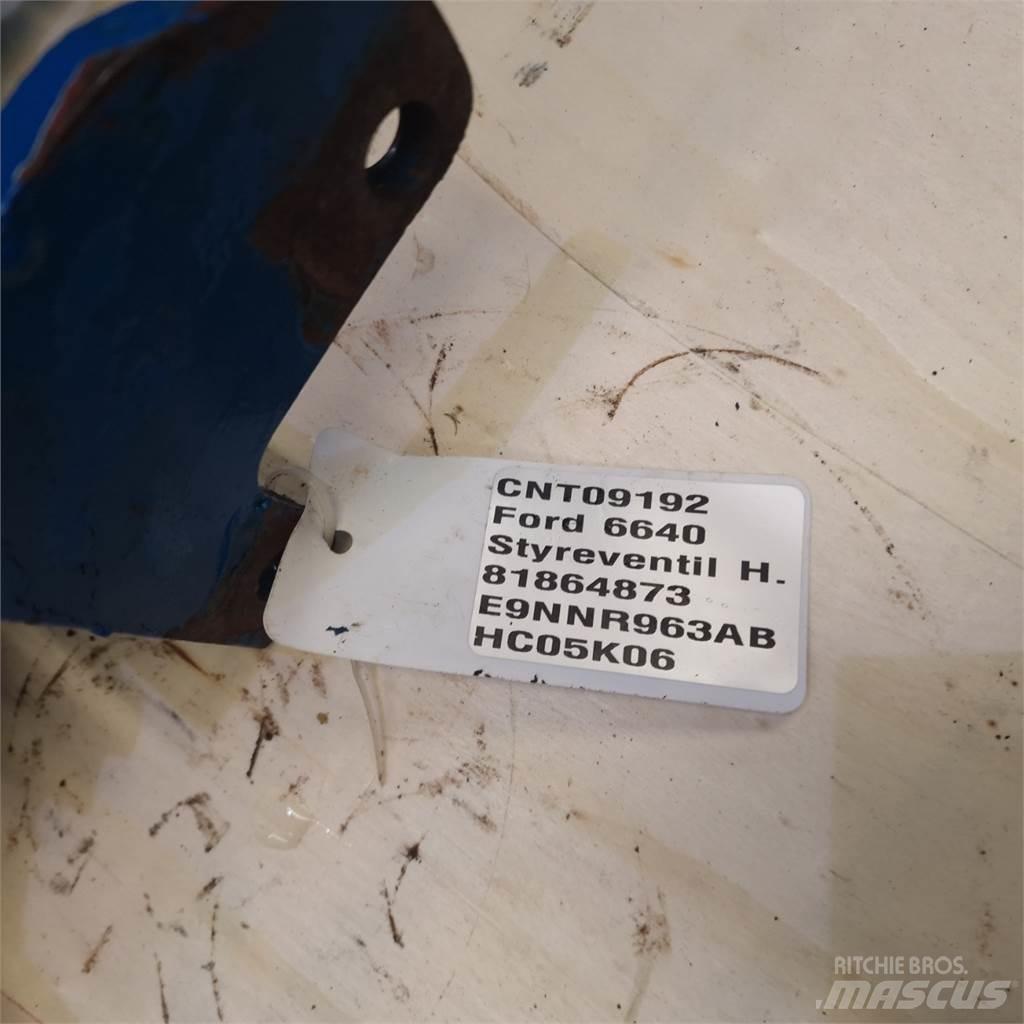 CNT09192
Ford 6640
Styreventil H.
81864873
E9NNR963AB
HC05K06
RITCHIE BROS.
MASCUS